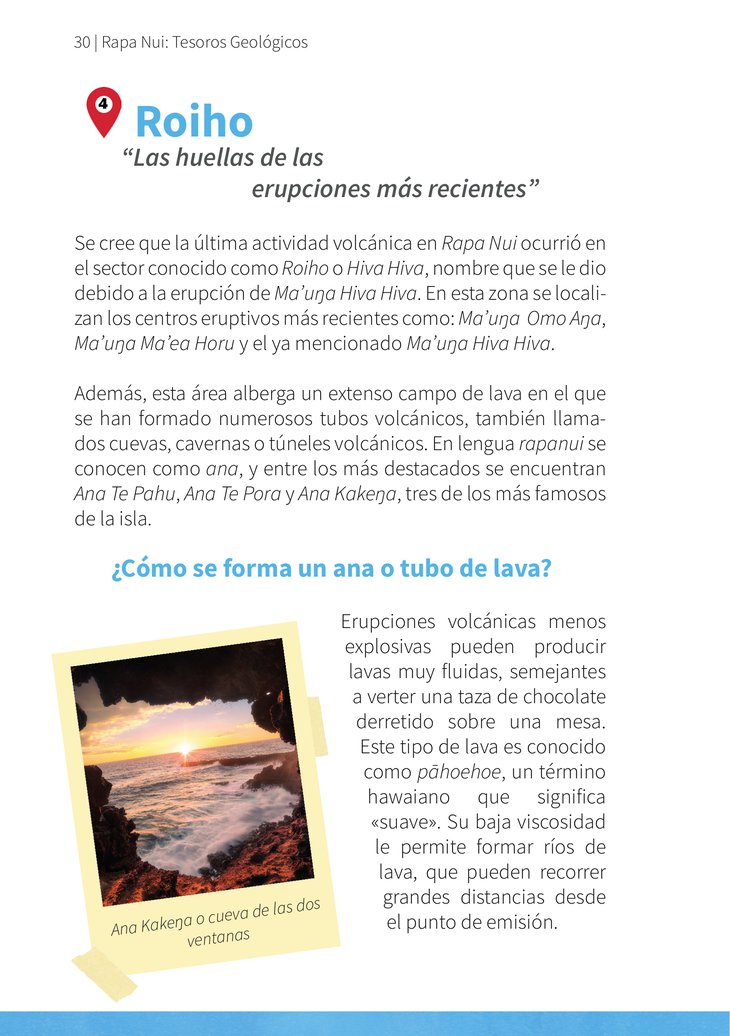 30 | Rapa Nui: Tesoros Geológicos
4
Roiho
“Las huellas de las
erupciones más recientes”
Se cree que la última actividad volcánica en Rapa Nui ocurrió en
el sector conocido como Roiho o Hiva Hiva, nombre que se le dio
debido a la erupción de Ma’uŋa Hiva Hiva. En esta zona se locali-
zan los centros eruptivos más recientes como: Ma’uŋa Omo Aŋa,
Ma’uŋa Ma’ea Horu y el ya mencionado Ma’uŋa Hiva Hiva.
Además, esta área alberga un extenso campo de lava en el que
se han formado numerosos tubos volcánicos, también llama-
dos cuevas, cavernas o túneles volcánicos. En lengua rapanui se
conocen como ana, y entre los más destacados se encuentran
Ana Te Pahu, Ana Te Pora y Ana Kakeŋa, tres de los más famosos
de la isla.
¿Cómo se forma un ana o tubo de lava?
Erupciones volcánicas menos
explosivas pueden producir
lavas muy fluidas, semejantes
a verter una taza de chocolate
derretido sobre una mesa.
Este tipo de lava es conocido
como pāhoehoe, un término
hawaiano que significa
«suave». Su baja viscosidad
le permite formar ríos de
lava, que pueden recorrer
grandes distancias desde
el punto de emisión.
Ana Kakeŋa o cueva de las dos
ventanas